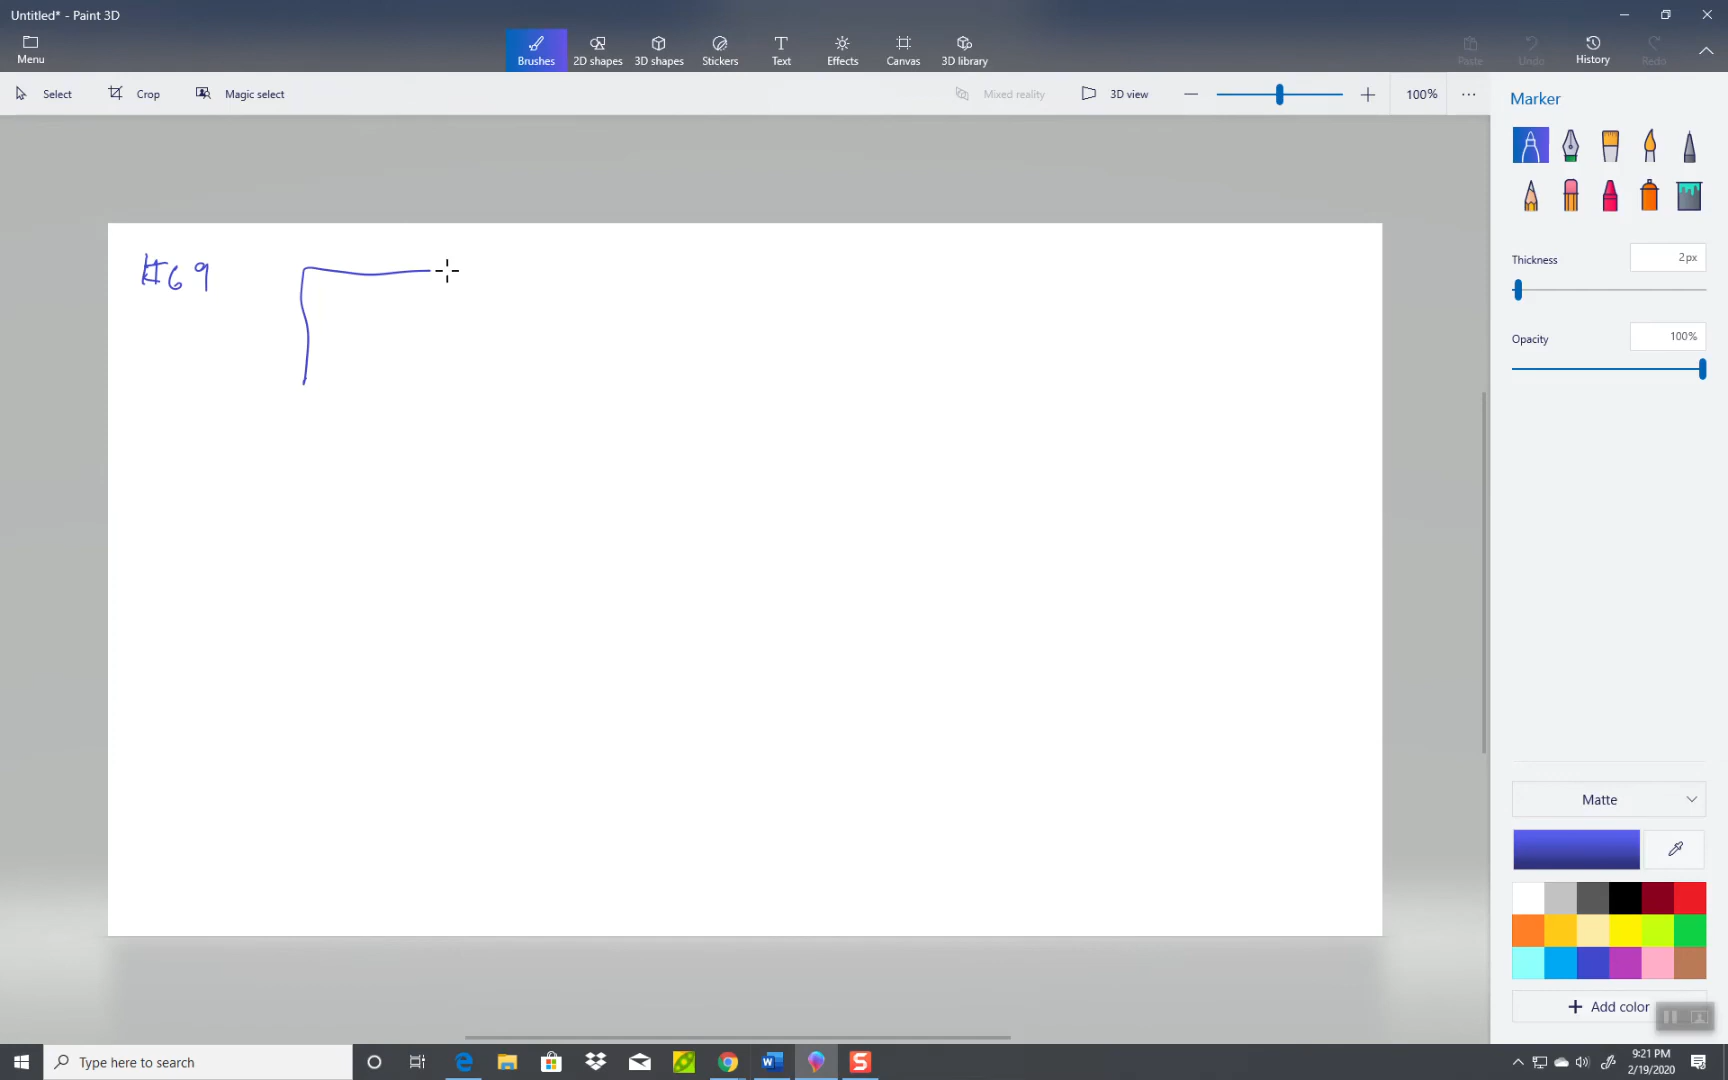 Untitled* - Paint 3D
Menu
Brushes
2D shapes
3D shapes
Stickers
Text
Effects
Canvas
3D library
Paste
Undo
History
Redo
Select
Crop
Magic select
Mixed reality
3D view
100%
Marker
Thickness
2px
Opacity
100%
#69
Matte
Add color
Type here to search
9:21 PM
2/19/2020